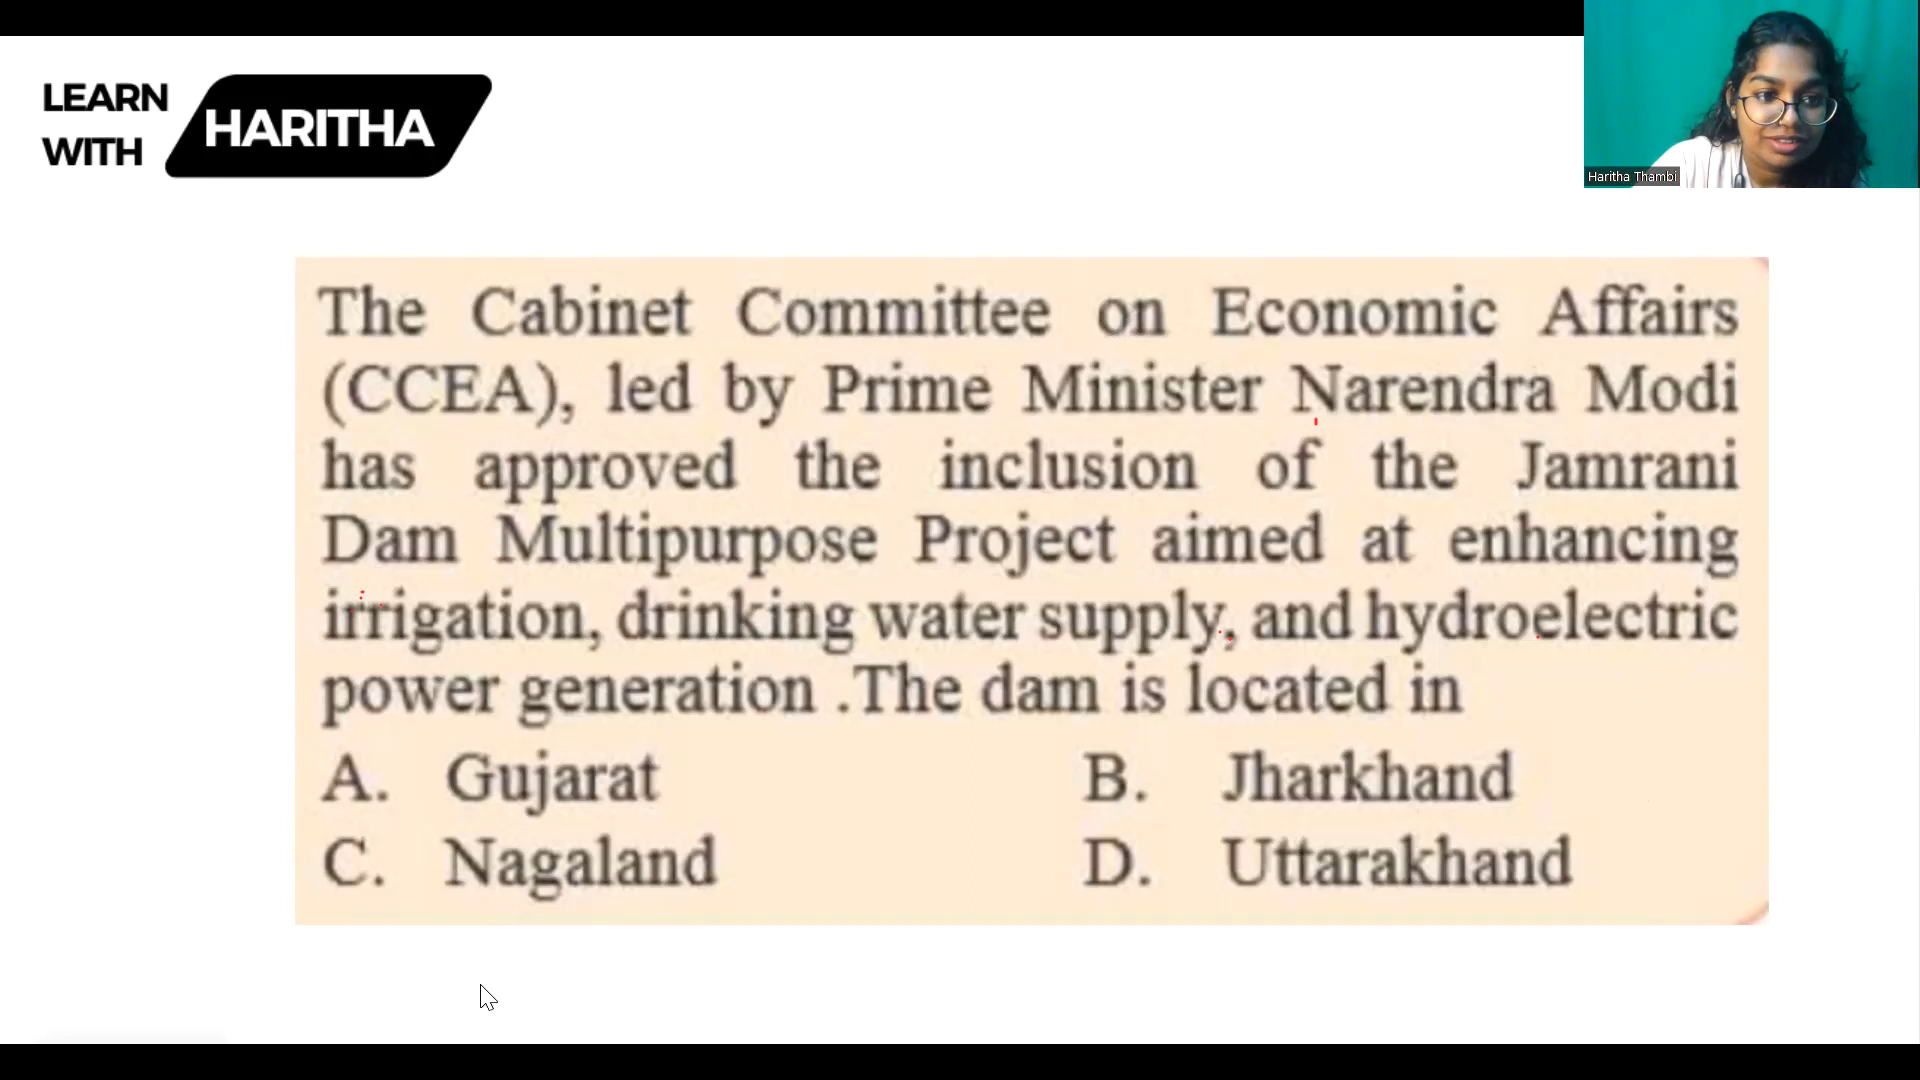 LEARN
WITH
HARITHA
Haritha Thambi
The Cabinet Committee on Economic Affairs
(CCEA), led by Prime Minister Narendra Modi
has approved the inclusion of the Jamrani
Dam Multipurpose Project aimed at enhancing
irrigation, drinking water supply, and hydroelectric
power generation .The dam is located in
A. Gujarat B. Jharkhand
C. Nagaland D. Uttarakhand